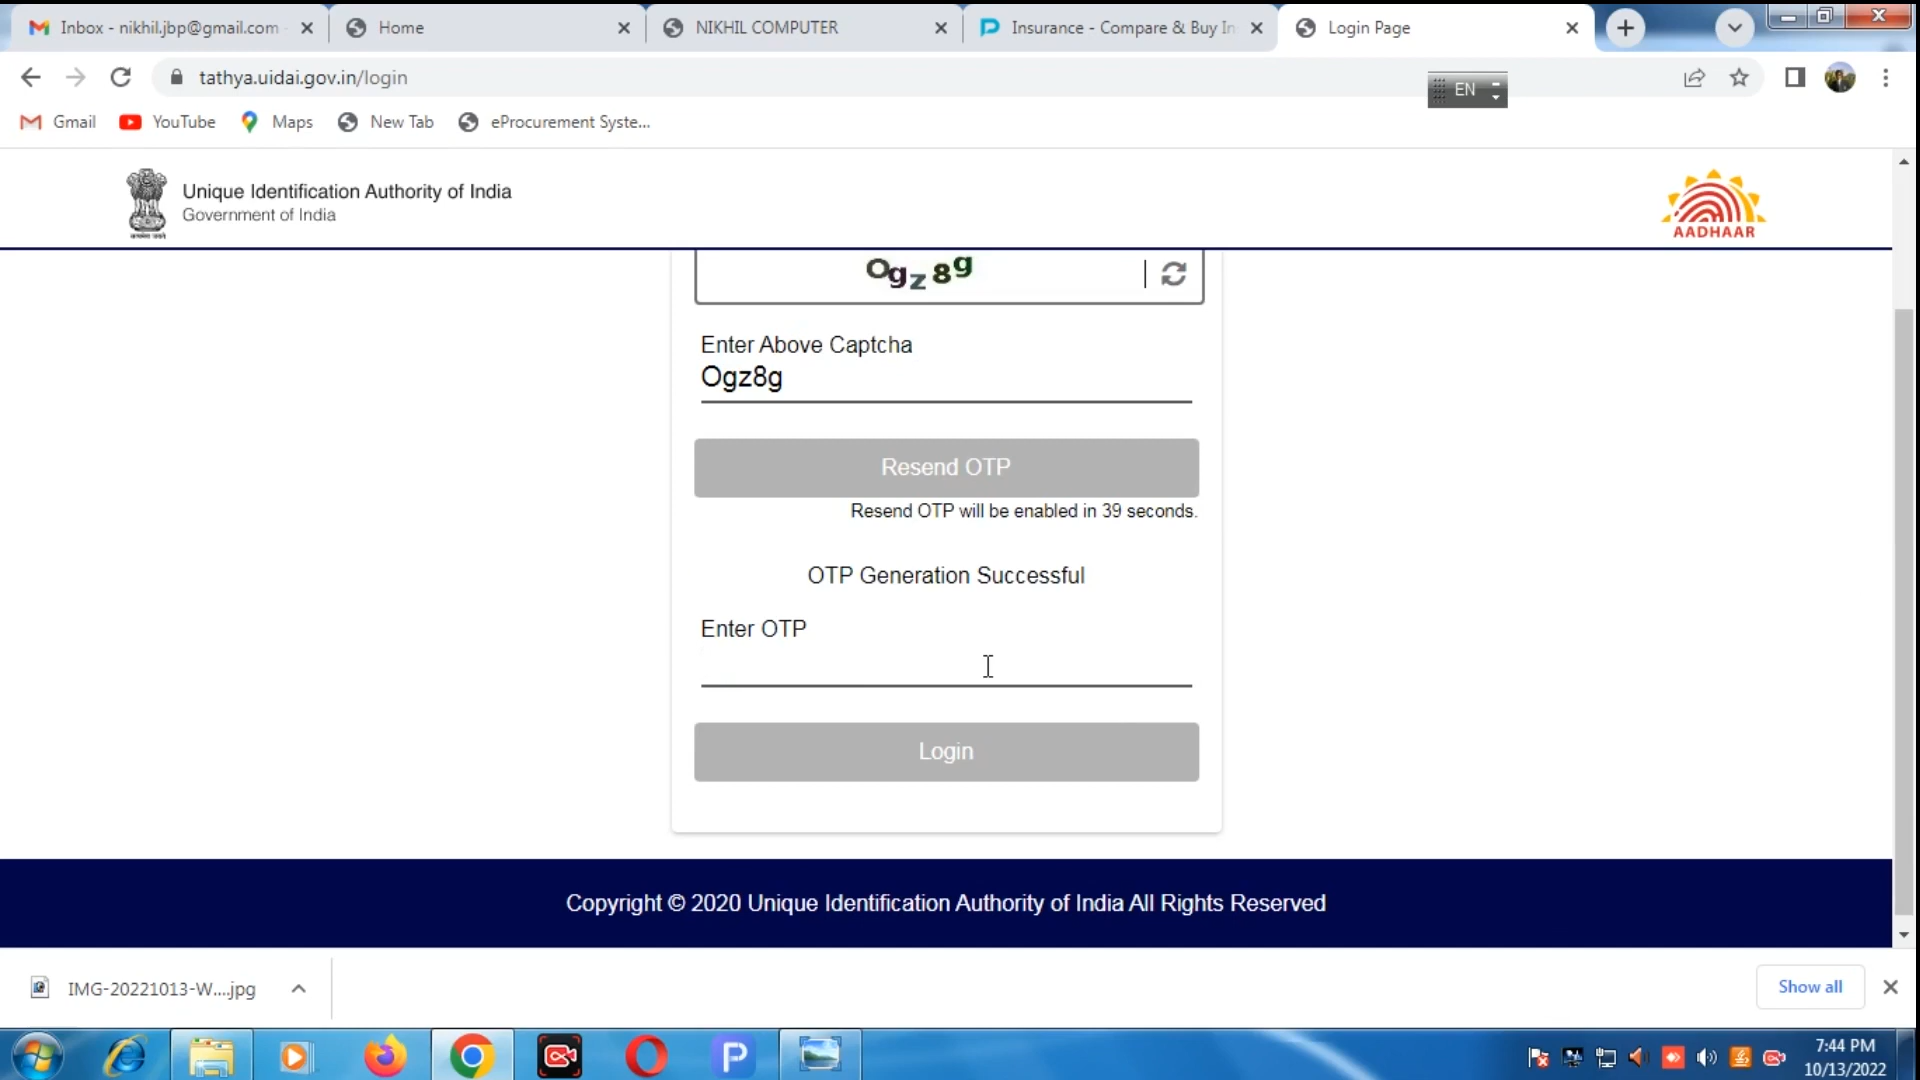 Inbox - nikhil.jbp@gmail.com -
Home
NIKHIL COMPUTER
Insurance - Compare & Buy In
Login Page
tathya.uidai.gov.in/login
EN
Gmail
YouTube
Maps
New Tab
eProcurement Syste...
Unique Identification Authority of India
Government of India
AADHAAR
Ogz8g
Enter Above Captcha
Ogz8g
Resend OTP
Resend OTP will be enabled in 39 seconds.
OTP Generation Successful
Enter OTP
Login
Copyright © 2020 Unique Identification Authority of India All Rights Reserved
IMG-20221013-W....jpg
Show all
7:44 PM
10/13/2022